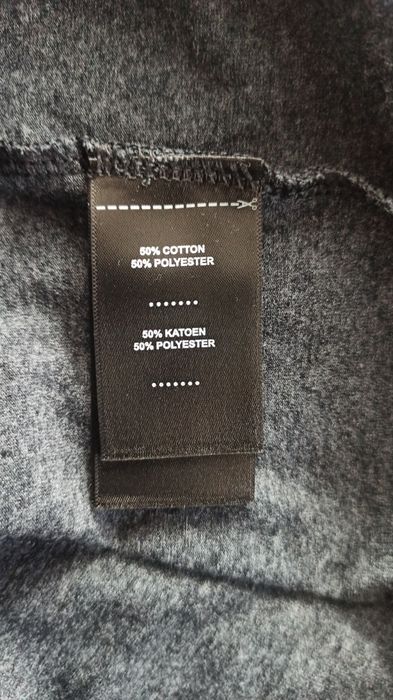 50% COTTON
50% POLYESTER
.......
50% KATOEN
50% POLYESTER
.......